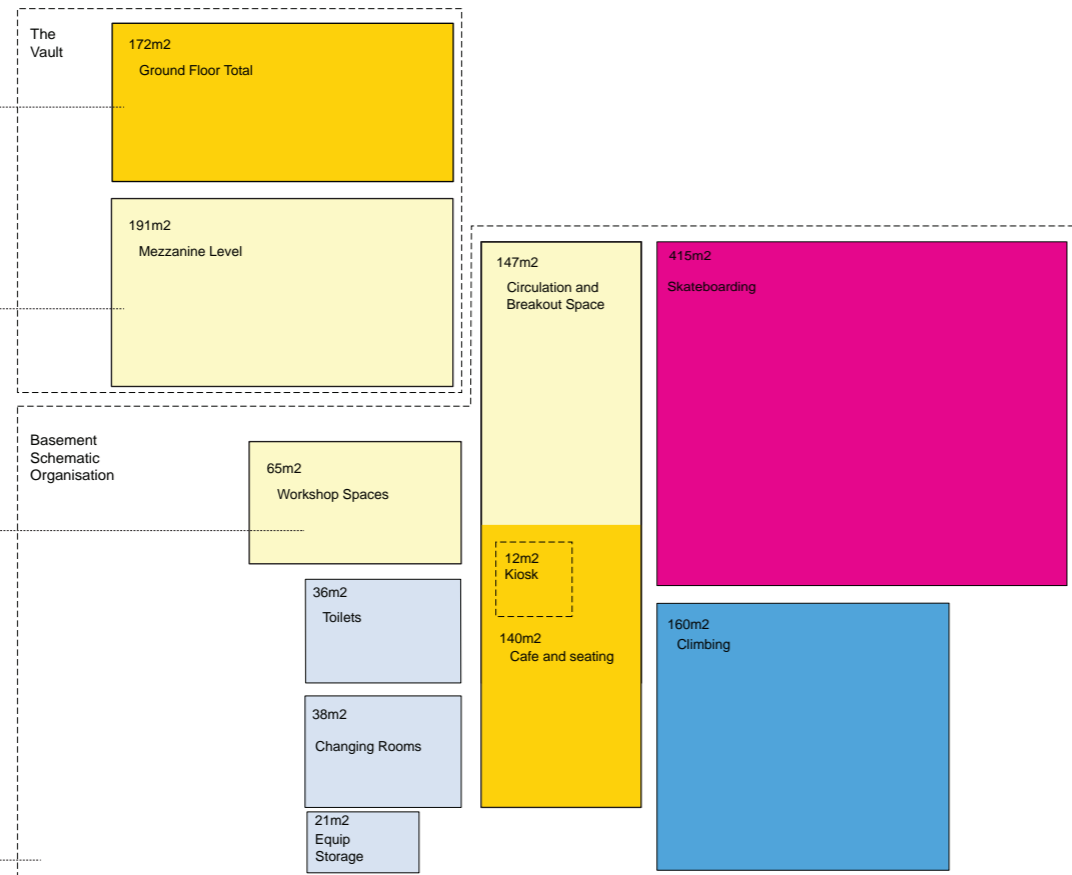 The
Vault
172m2
Ground Floor Total
191m2
Mezzanine Level
147m2
Circulation and
Breakout Space
415m2
Skateboarding
Basement
Schematic
Organisation
65m2
Workshop Spaces
12m2
Kiosk
36m2
Toilets
140m2
Cafe and seating
160m2
Climbing
38m2
Changing Rooms
21m2
Equip
Storage